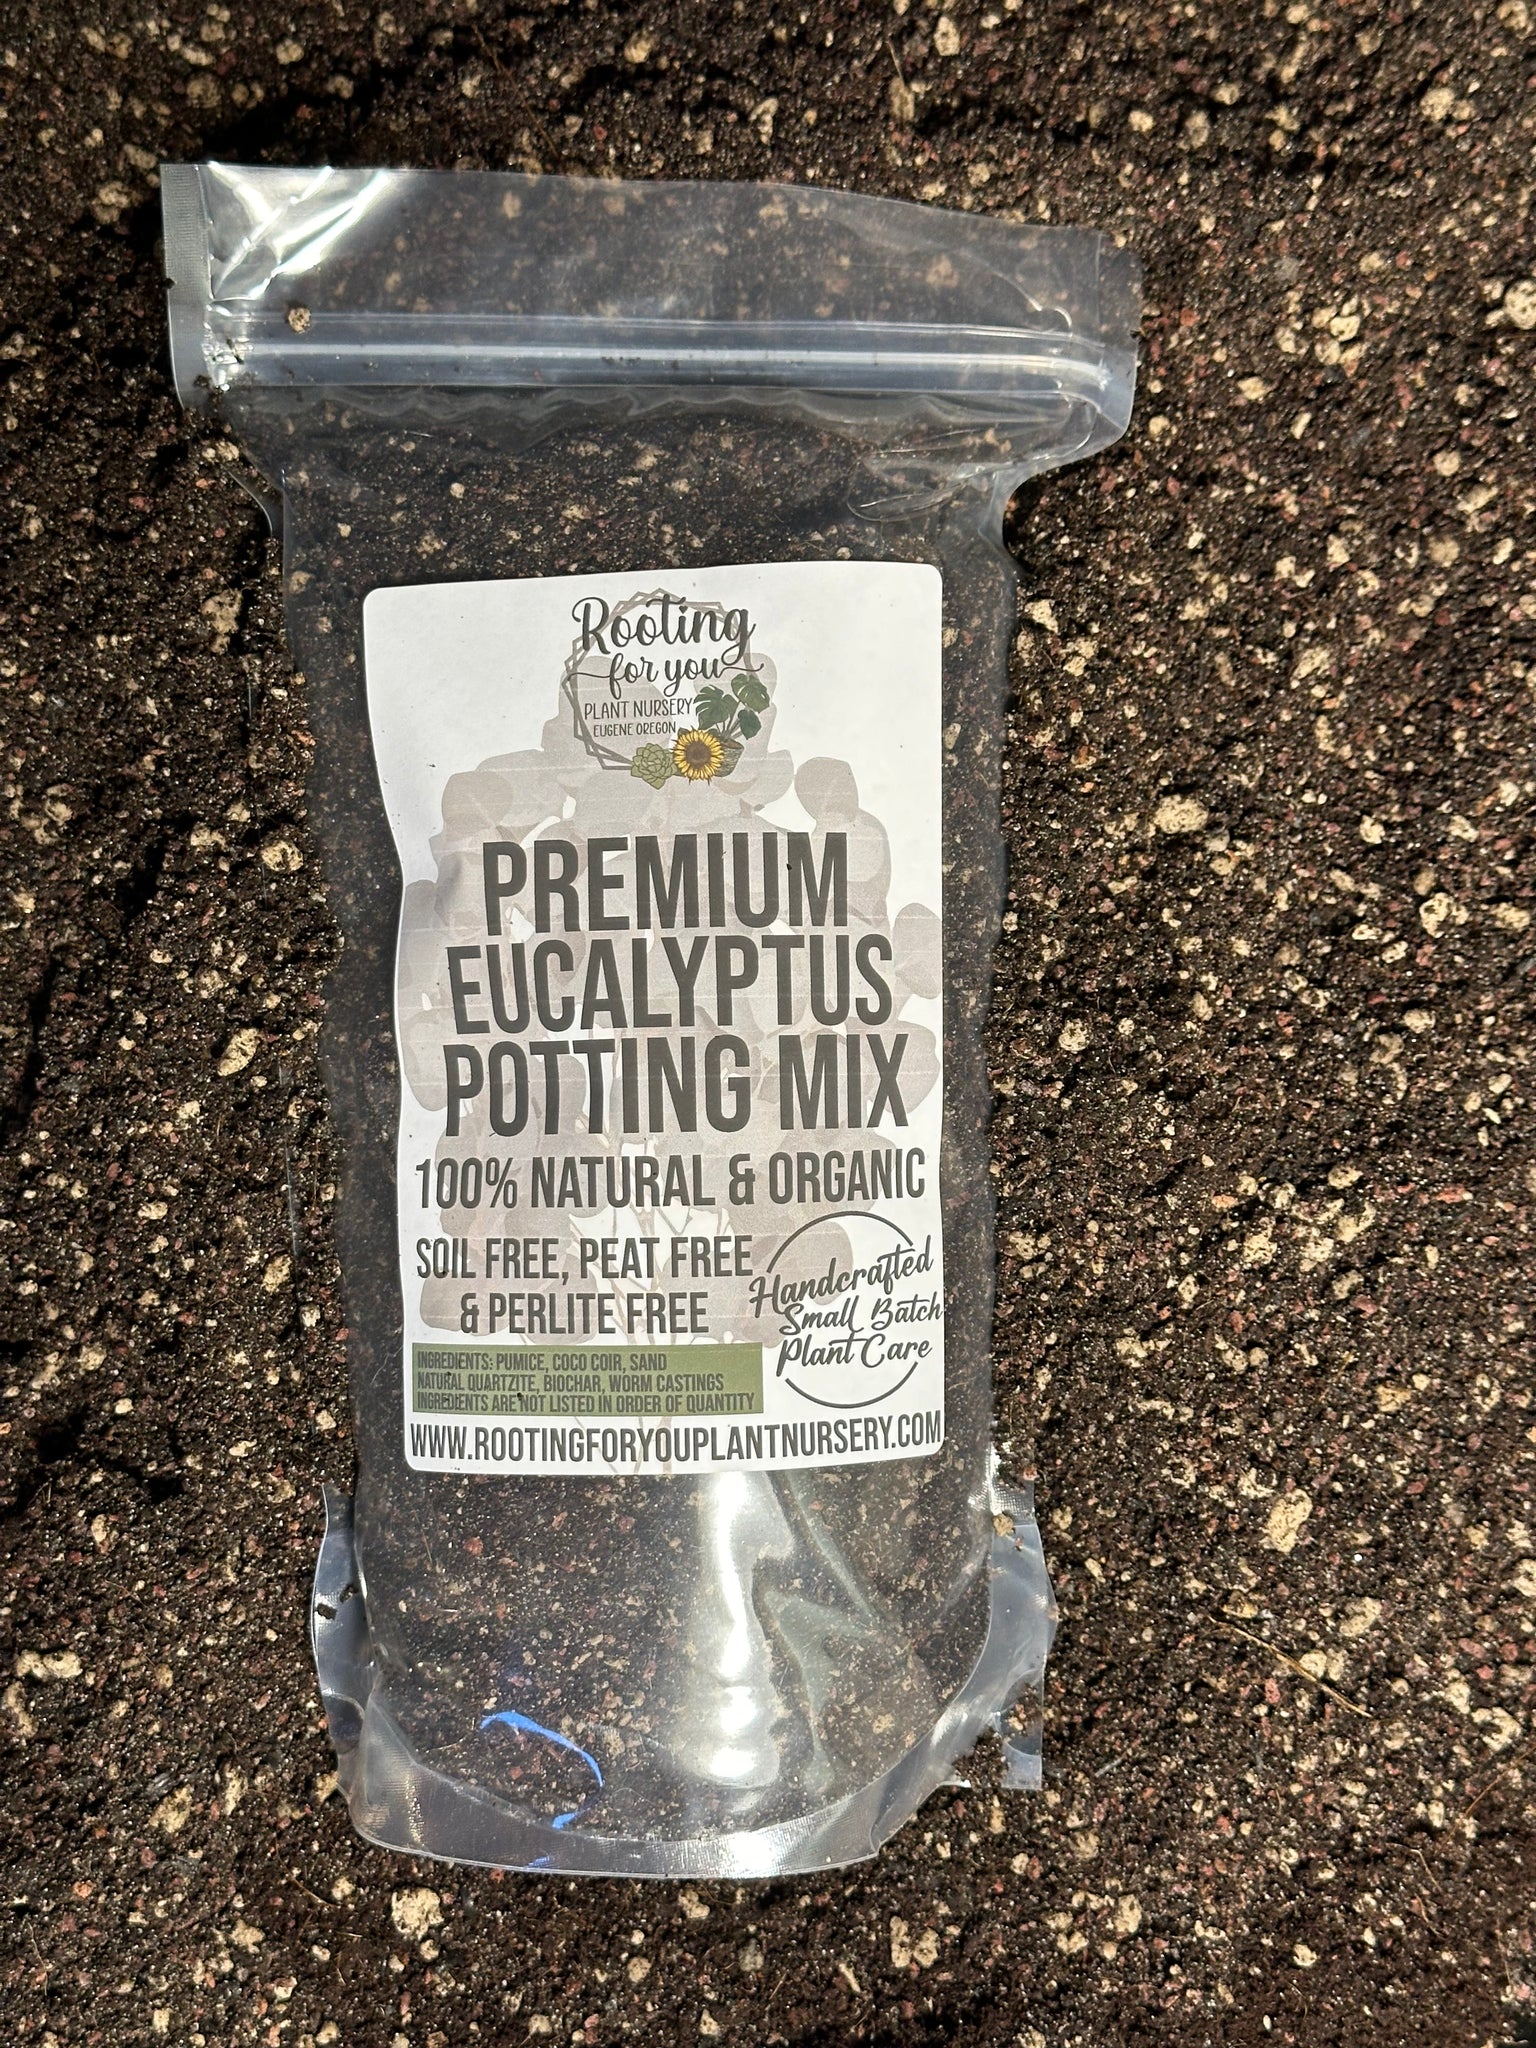 Rooting
for you
PLANT NURSERY
EUGENE OREGON
PREMIUM
EUCALYPTUS
POTTING MIX
100% NATURAL & ORGANIC
SOIL FREE, PEAT FREE
& PERLITE FREE
Handcrafted
Small Batch
Plant Care
INGREDIENTS: PUMICE, COCO COIR, SAND
NATURAL QUARTZITE, BIOCHAR, WORM CASTINGS
INGREDIENTS ARE NOT LISTED IN ORDER OF QUANTITY
WWW.ROOTINGFORYOUPLANTNURSERY.COM